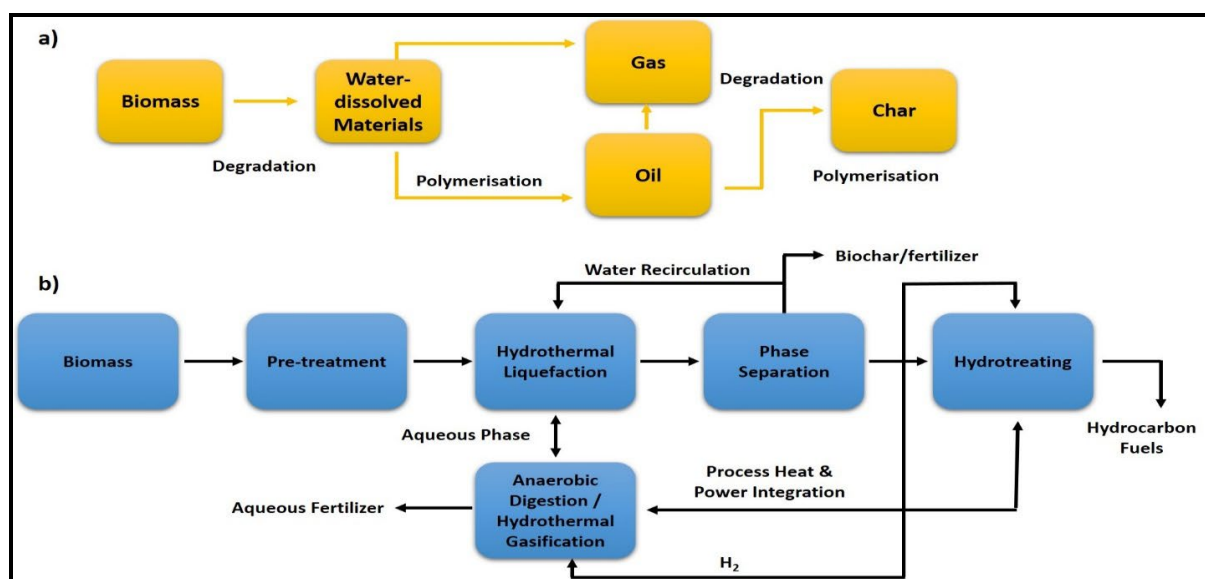 a)
Biomass
Degradation
Water-
dissolved
Materials
Polymerisation
Gas
Oil
Degradation
Char
Polymerisation
b)
Water Recirculation
Biochar/fertilizer
Biomass
Pre-treatment
Hydrothermal
Liquefaction
Phase
Separation
Hydrotreating
Aqueous Phase
Hydrocarbon
Fuels
Process Heat &
Power Integration
Aqueous Fertilizer
Anaerobic
Digestion /
Hydrothermal
Gasification
H₂